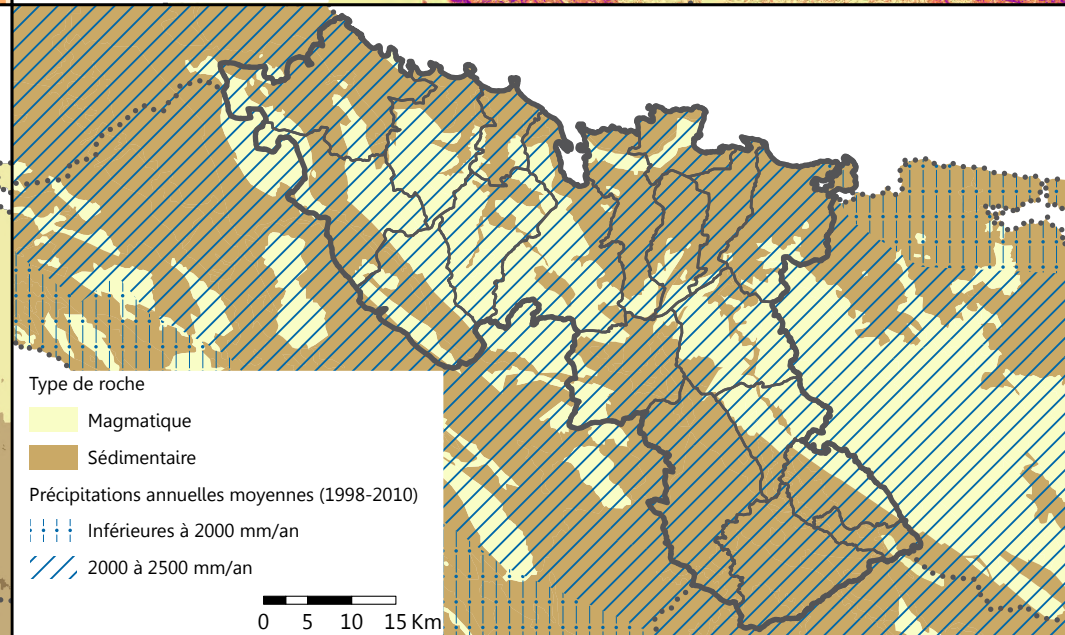 Type de roche
Magmatique
Sédimentaire
Précipitations annuelles moyennes (1998-2010)
Inférieures à 2000 mm/an
2000 à 2500 mm/an
0 5 10 15 Km